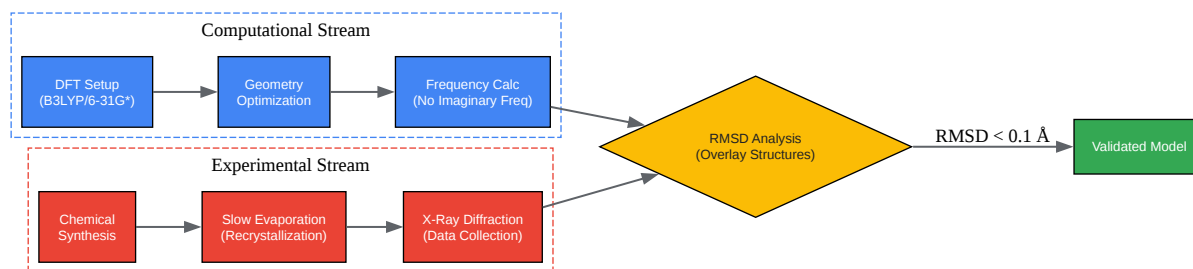 Computational Stream
DFT Setup
(B3LYP/6-31G*)
Geometry
Optimization
Frequency Calc
(No Imaginary Freq)
Experimental Stream
Chemical
Synthesis
Slow Evaporation
(Recrystallization)
X-Ray Diffraction
(Data Collection)
RMSD Analysis
(Overlay Structures)
RMSD < 0.1 Å
Validated Model